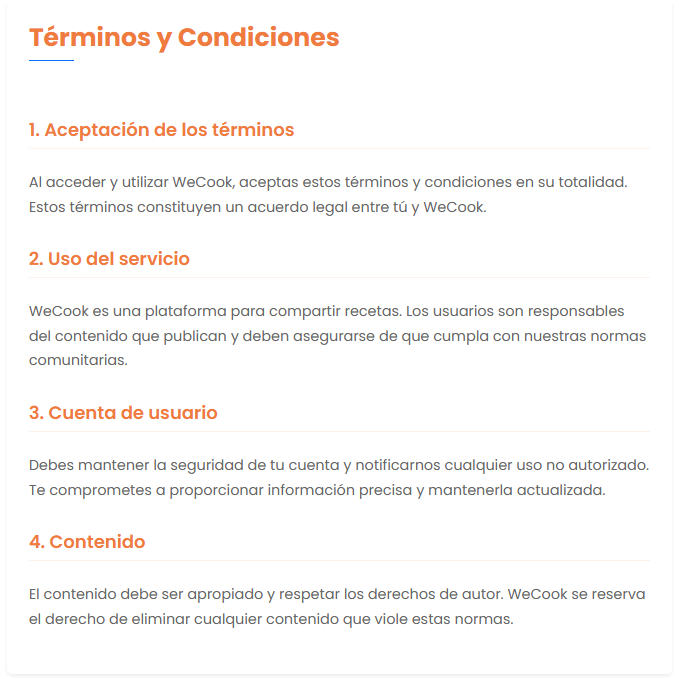 Términos y Condiciones
1. Aceptación de los términos
Al acceder y utilizar WeCook, aceptas estos términos y condiciones en su totalidad.
Estos términos constituyen un acuerdo legal entre tú y WeCook.
2. Uso del servicio
WeCook es una plataforma para compartir recetas. Los usuarios son responsables
del contenido que publican y deben asegurarse de que cumpla con nuestras normas
comunitarias.
3. Cuenta de usuario
Debes mantener la seguridad de tu cuenta y notificarnos cualquier uso no autorizado.
Te comprometes a proporcionar información precisa y mantenerla actualizada.
4. Contenido
El contenido debe ser apropiado y respetar los derechos de autor. WeCook se reserva
el derecho de eliminar cualquier contenido que viole estas normas.